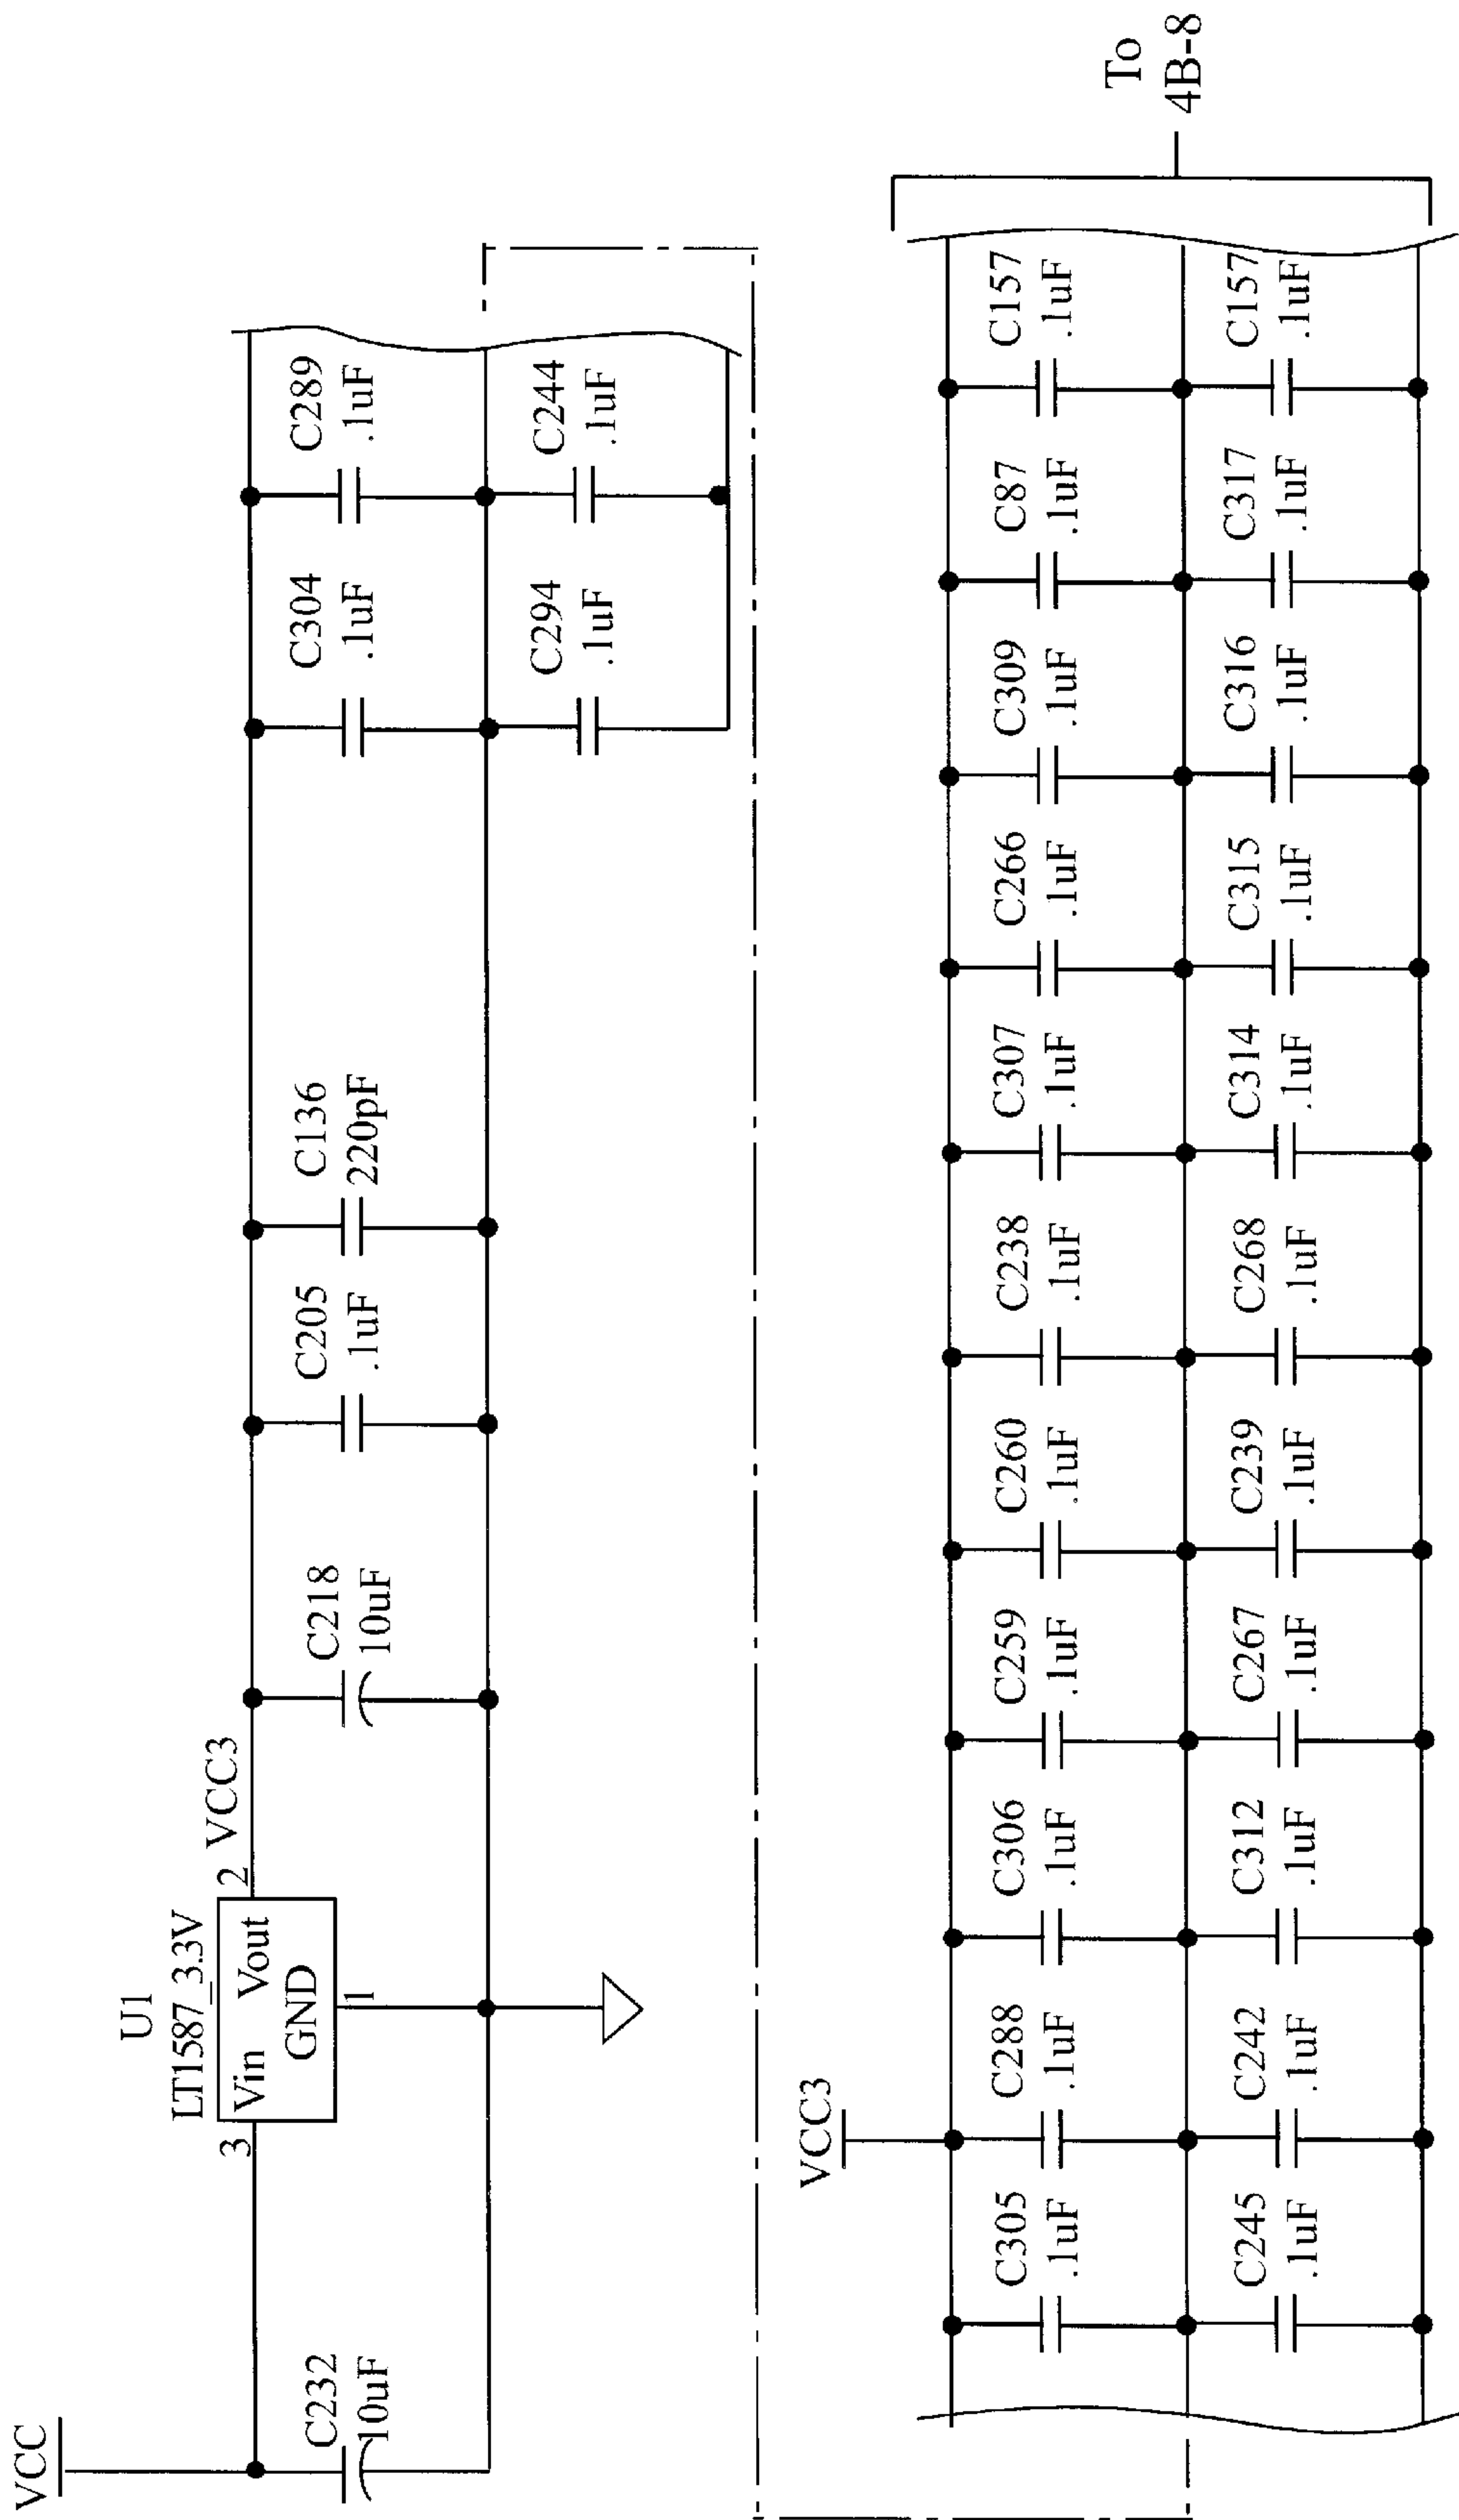 VCC
C232
10uF
U1
LT1587_3.3V
3
Vin Vout
GND
2
1
VCC3
C218
10uF
C205
.1uF
C136
220pF
C304
.1uF
C289
.1uF
C294
.1uF
C244
.1uF
VCC3
C305
.1uF
C288
.1uF
C306
.1uF
C259
.1uF
C260
.1uF
C238
.1uF
C307
.1uF
C266
.1uF
C309
.1uF
C87
.1uF
C157
.1uF
C245
.1uF
C242
.1uF
C312
.1uF
C267
.1uF
C239
.1uF
C268
.1uF
C314
.1uF
C315
.1uF
C316
.1uF
C317
.1uF
C157
.1uF
To
4B-8